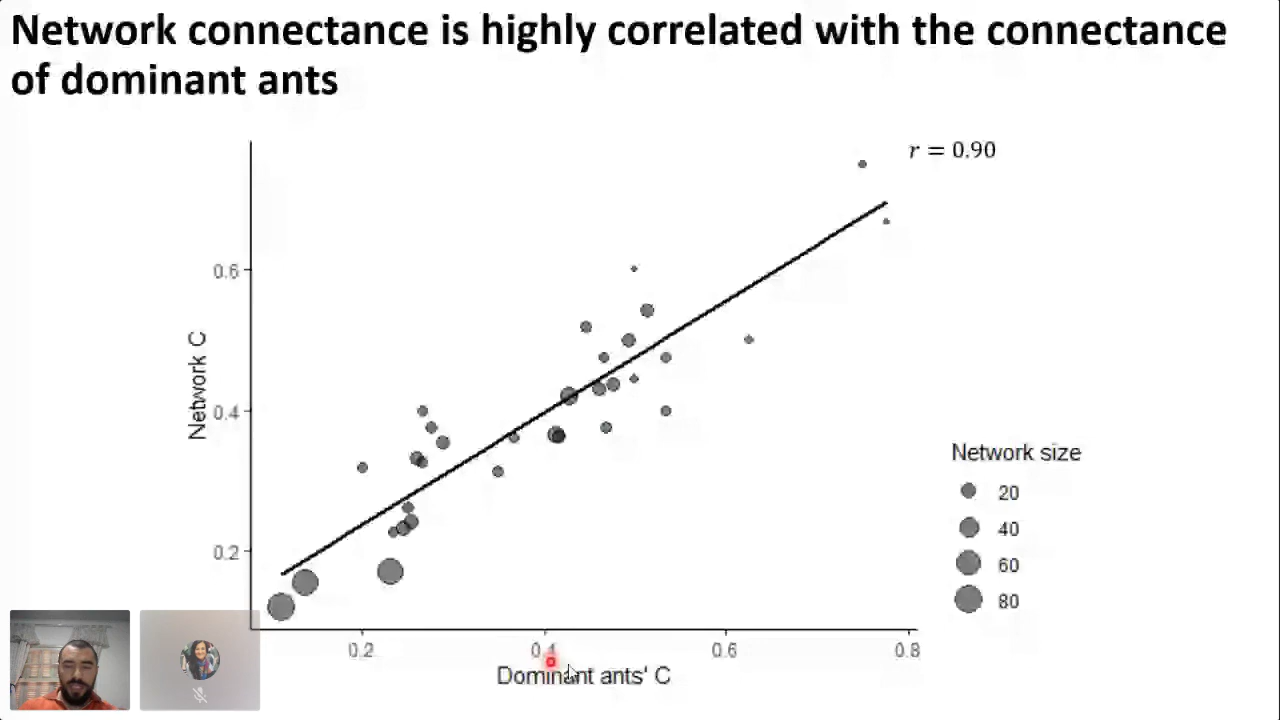 Network connectance is highly correlated with the connectance
of dominant ants
r = 0.90
0.6
0.4
0.2
Network C
0.2 0.4 0.6 0.8
Dominant ants' C
Network size
20
40
60
80